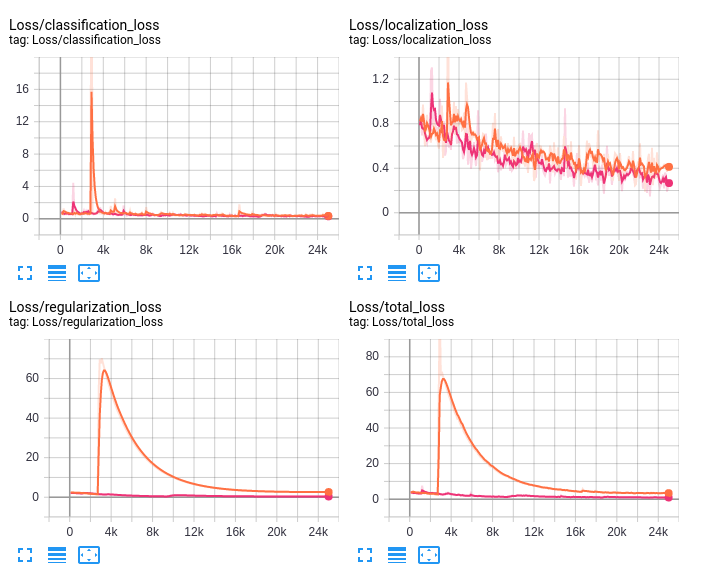 Loss/classification_loss
tag: Loss/classification_loss
16
12
8
4
0
0 4k 8k 12k 16k 20k 24k
Loss/localization_loss
tag: Loss/localization_loss
1.2
0.8
0.4
0
0 4k 8k 12k 16k 20k 24k
Loss/regularization_loss
tag: Loss/regularization_loss
60
40
20
0
0 4k 8k 12k 16k 20k 24k
Loss/total_loss
tag: Loss/total_loss
80
60
40
20
0
0 4k 8k 12k 16k 20k 24k